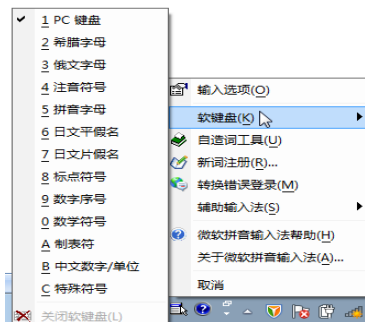 1 PC 键盘
2 希腊字母
3 俄文字母
4 注音符号
5 拼音字母
6 日文平假名
7 日文片假名
8 标点符号
9 数字序号
0 数学符号
A 制表符
B 中文数字/单位
C 特殊符号
关闭软键盘(L)
输入选项(O)
软键盘(K)
自造词工具(U)
新词注册(R)...
转换错误登录(M)
辅助输入法(S)
微软拼音输入法帮助(H)
关于微软拼音输入法(A)...
取消